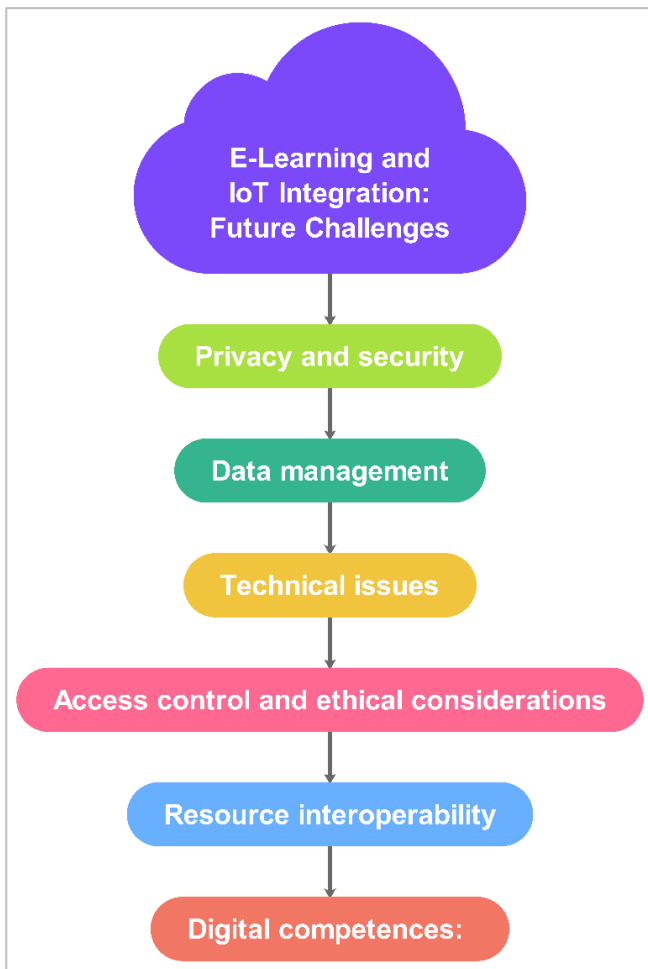 E-Learning and
IoT Integration:
Future Challenges
Privacy and security
Data management
Technical issues
Access control and ethical considerations
Resource interoperability
Digital competences: